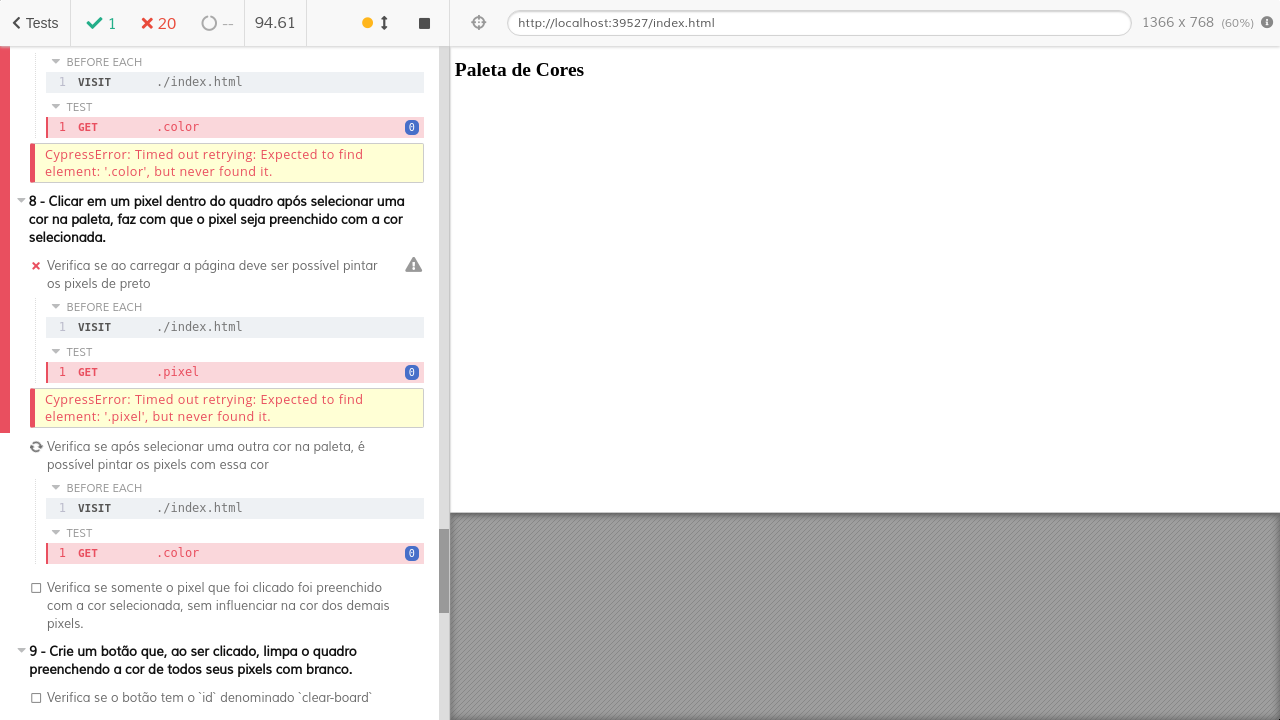 Tests 1 20 -- 94.61 http://localhost:39527/index.html 1366 x 768 (60%)
BEFORE EACH
1 VISIT ./index.html
TEST
1 GET .color 0
CypressError: Timed out retrying: Expected to find
element: '.color', but never found it.
8 - Clicar em um pixel dentro do quadro após selecionar uma
cor na paleta, faz com que o pixel seja preenchido com a cor
selecionada.
Verifica se ao carregar a página deve ser possível pintar
os pixels de preto
BEFORE EACH
1 VISIT ./index.html
TEST
1 GET .pixel 0
CypressError: Timed out retrying: Expected to find
element: '.pixel', but never found it.
Verifica se após selecionar uma outra cor na paleta, é
possível pintar os pixels com essa cor
BEFORE EACH
1 VISIT ./index.html
TEST
1 GET .color 0
Verifica se somente o pixel que foi clicado foi preenchido
com a cor selecionada, sem influenciar na cor dos demais
pixels.
9 - Crie um botão que, ao ser clicado, limpa o quadro
preenchendo a cor de todos seus pixels com branco.
Verifica se o botão tem o `id` denominado `clear-board`
Paleta de Cores